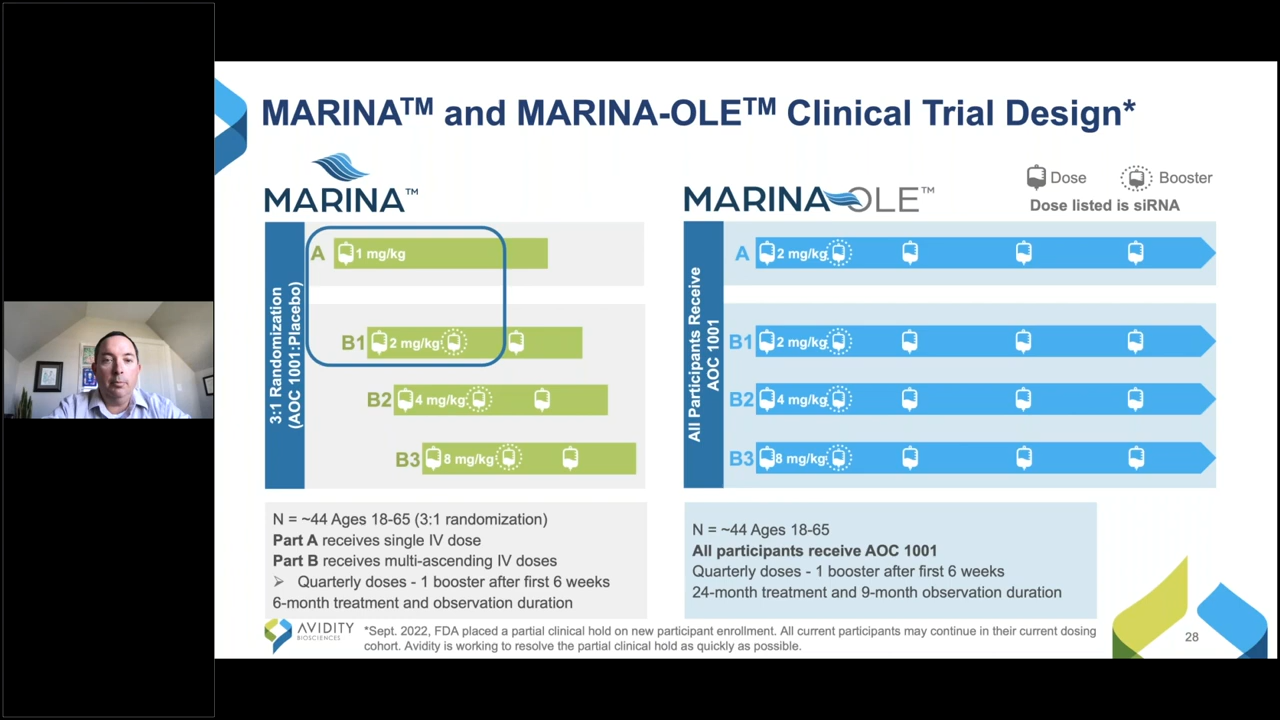 MARINA™ and MARINA-OLE™ Clinical Trial Design*
MARINA™
3:1 Randomization
(AOC 1001:Placebo)
A 1 mg/kg
B1 2 mg/kg
B2 4 mg/kg
B3 8 mg/kg
N = ~44 Ages 18-65 (3:1 randomization)
Part A receives single IV dose
Part B receives multi-ascending IV doses
➢ Quarterly doses - 1 booster after first 6 weeks
6-month treatment and observation duration
MARINA-OLE™
Dose Booster
Dose listed is siRNA
All Participants Receive
AOC 1001
A 2 mg/kg
B1 2 mg/kg
B2 4 mg/kg
B3 8 mg/kg
N = ~44 Ages 18-65
All participants receive AOC 1001
Quarterly doses - 1 booster after first 6 weeks
24-month treatment and 9-month observation duration
AVIDITY
BIOSCIENCES
*Sept. 2022, FDA placed a partial clinical hold on new participant enrollment. All current participants may continue in their current dosing
cohort. Avidity is working to resolve the partial clinical hold as quickly as possible.
28